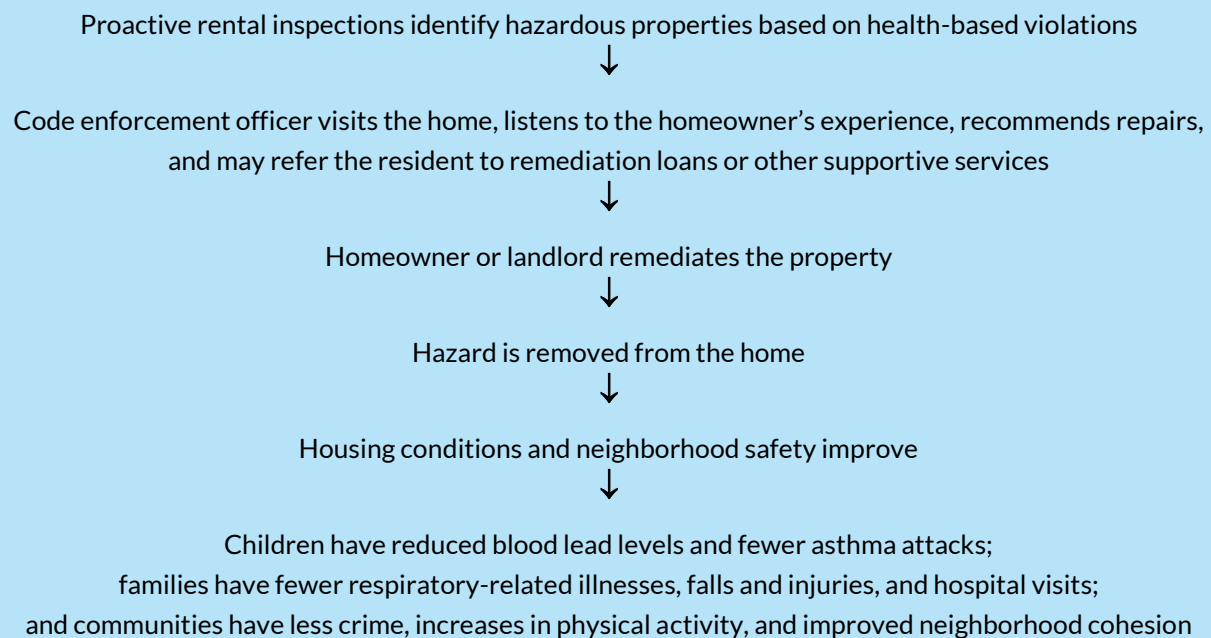 Proactive rental inspections identify hazardous properties based on health-based violations
↓
Code enforcement officer visits the home, listens to the homeowner’s experience, recommends repairs,
and may refer the resident to remediation loans or other supportive services
↓
Homeowner or landlord remediates the property
↓
Hazard is removed from the home
↓
Housing conditions and neighborhood safety improve
↓
Children have reduced blood lead levels and fewer asthma attacks;
families have fewer respiratory-related illnesses, falls and injuries, and hospital visits;
and communities have less crime, increases in physical activity, and improved neighborhood cohesion